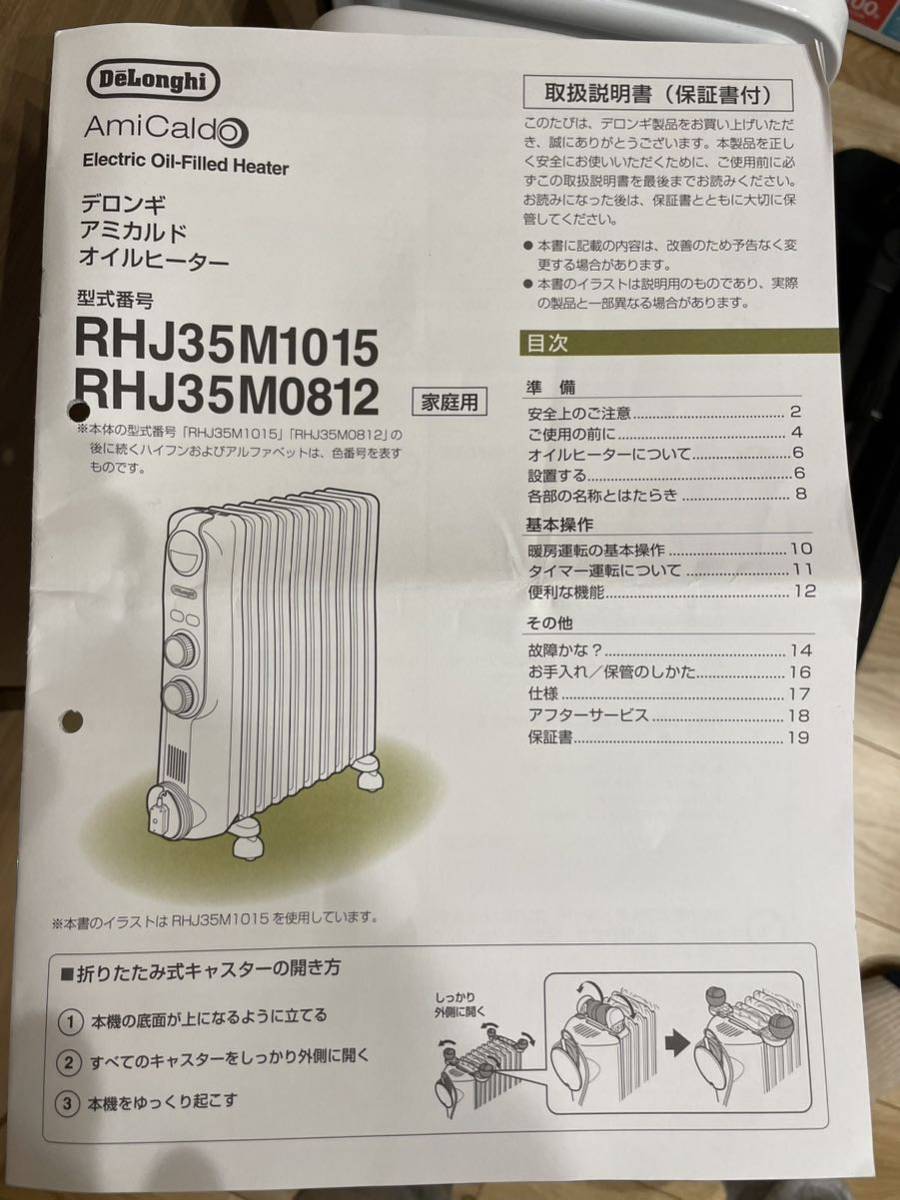 DeLonghi
AmiCaldo
Electric Oil-Filled Heater
デロンギ
アミカルド
オイルヒーター
型式番号
RHJ35M1015
RHJ35M0812
家庭用
※本体の型式番号「RHJ35M1015」「RHJ35M0812」の
後に続くハイフンおよびアルファベットは、色番号を表す
ものです。
DeLonghi
※本書のイラストは RHJ35M1015 を使用しています。
取扱説明書（保証書付）
このたびは、デロンギ製品をお買い上げいただ
き、誠にありがとうございます。本製品を正し
く安全にお使いいただくために、ご使用前に必
ずこの取扱説明書を最後までお読みください。
お読みになった後は、保証書とともに大切に保
管してください。
● 本書に記載の内容は、改善のため予告なく変
更する場合があります。
● 本書のイラストは説明用のものであり、実際
の製品と一部異なる場合があります。
目次
準 備
安全上のご注意 2
ご使用の前に 4
オイルヒーターについて 6
設置する 6
各部の名称とはたらき 8
基本操作
暖房運転の基本操作 10
タイマー運転について 11
便利な機能 12
その他
故障かな？ 14
お手入れ／保管のしかた 16
仕様 17
アフターサービス 18
保証書 19
■折りたたみ式キャスターの開き方
① 本機の底面が上になるように立てる
② すべてのキャスターをしっかり外側に開く
③ 本機をゆっくり起こす
しっかり
外側に開く